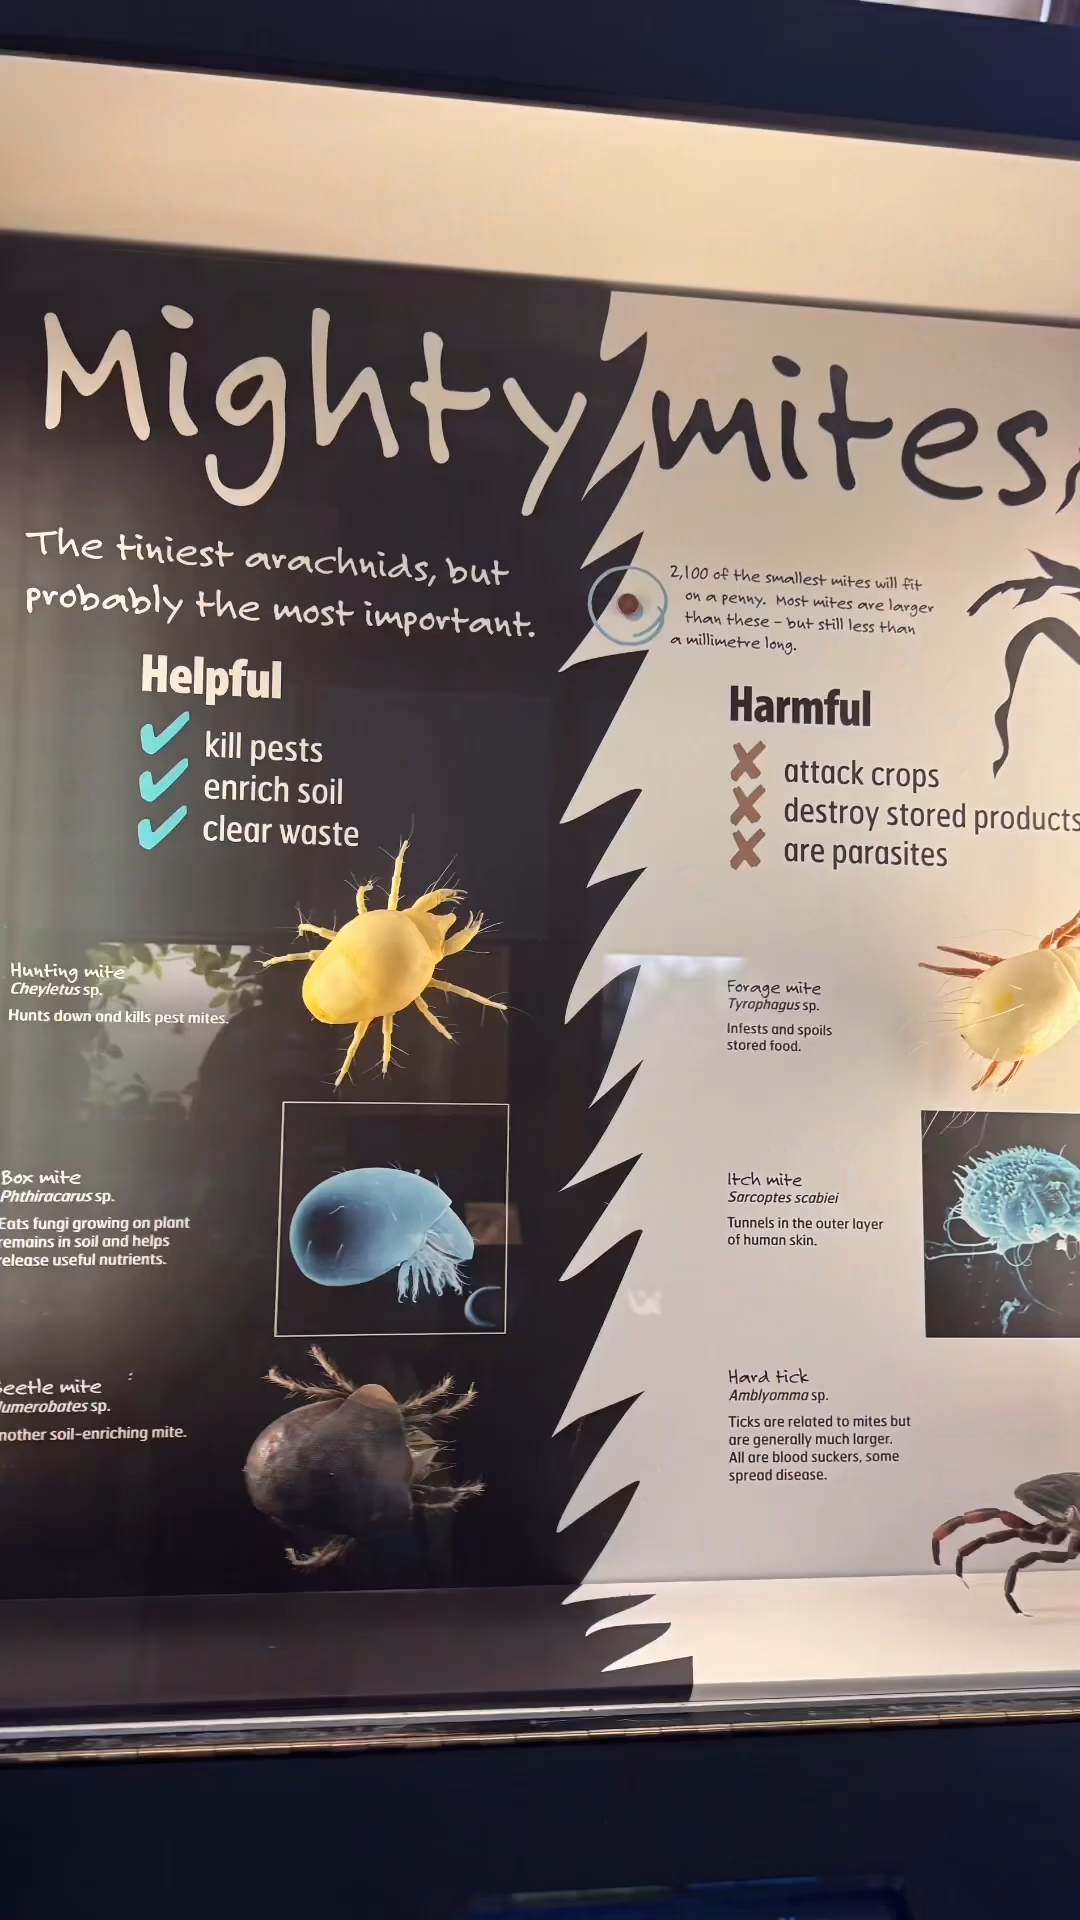 Mighty mites
The tiniest arachnids, but
probably the most important.
2,100 of the smallest mites will fit
on a penny. Most mites are larger
than these – but still less than
a millimetre long.
Helpful
kill pests
enrich soil
clear waste
Hunting mite
Cheyletus sp.
Hunts down and kills pest mites.
Box mite
Phthiracarus sp.
Eats fungi growing on plant
remains in soil and helps
release useful nutrients.
eetle mite
umerobates sp.
nother soil-enriching mite.
Harmful
attack crops
destroy stored products
are parasites
Forage mite
Tyrophagus sp.
Infests and spoils
stored food.
Itch mite
Sarcoptes scabiei
Tunnels in the outer layer
of human skin.
Hard tick
Amblyomma sp.
Ticks are related to mites but
are generally much larger.
All are blood suckers, some
spread disease.